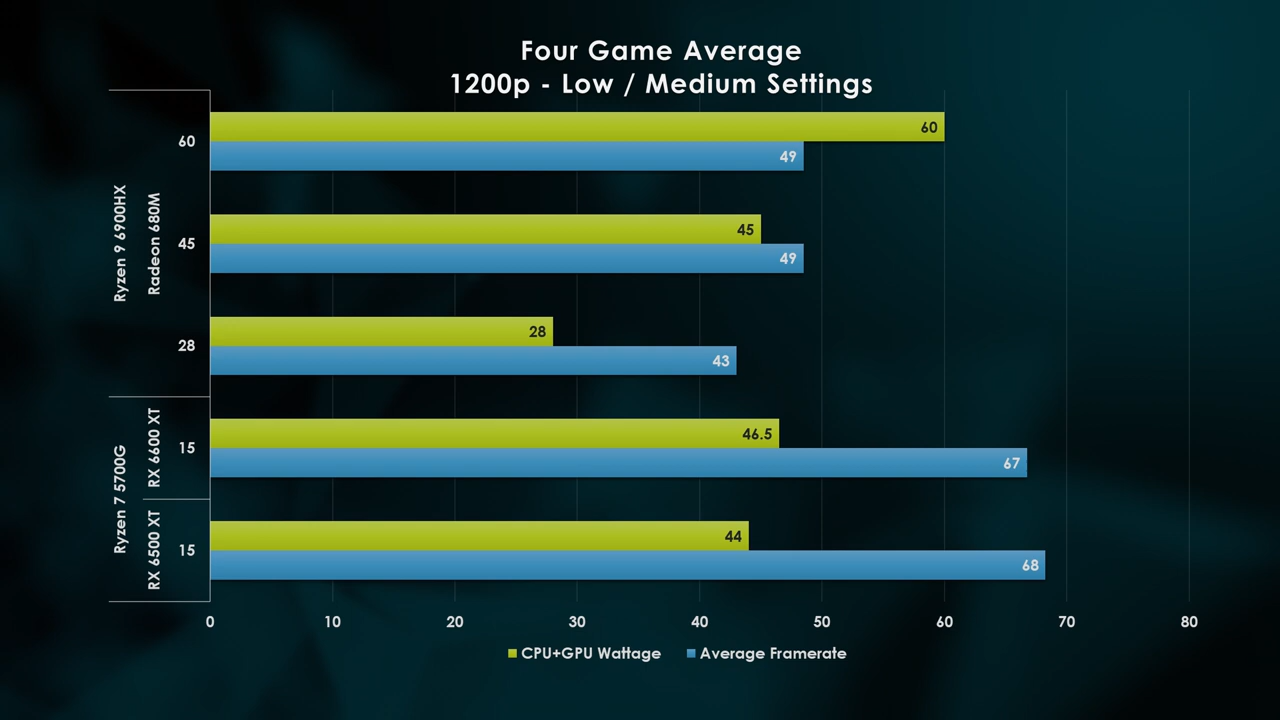 Four Game Average
1200p - Low / Medium Settings
Ryzen 9 6900HX
Radeon 680M
60
60
49
45
45
49
28
28
43
Ryzen 7 5700G
RX 6600 XT
15
46.5
67
RX 6500 XT
15
44
68
0 10 20 30 40 50 60 70 80
CPU+GPU Wattage Average Framerate